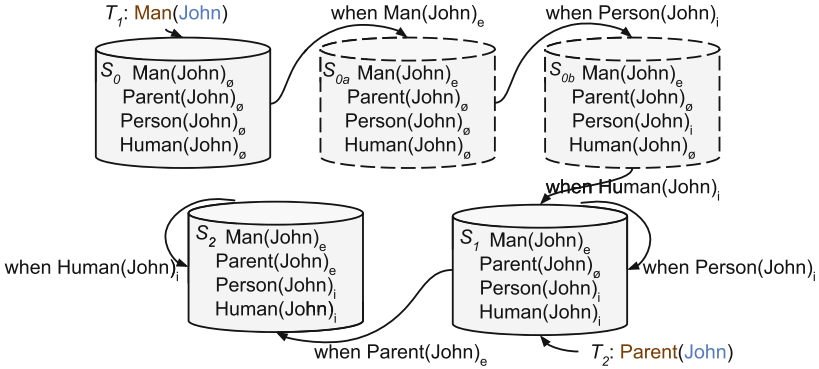 T1: Man(John)
when Man(John)e
when Person(John)i
S0 Man(John)ø
Parent(John)ø
Person(John)ø
Human(John)ø
S0a Man(John)e
Parent(John)ø
Person(John)ø
Human(John)ø
S0b Man(John)e
Parent(John)ø
Person(John)i
Human(John)ø
when Human(John)i
S2 Man(John)e
Parent(John)e
Person(John)i
Human(John)i
S1 Man(John)e
Parent(John)ø
Person(John)i
Human(John)i
when Human(John)i
when Person(John)i
when Parent(John)e
T2: Parent(John)